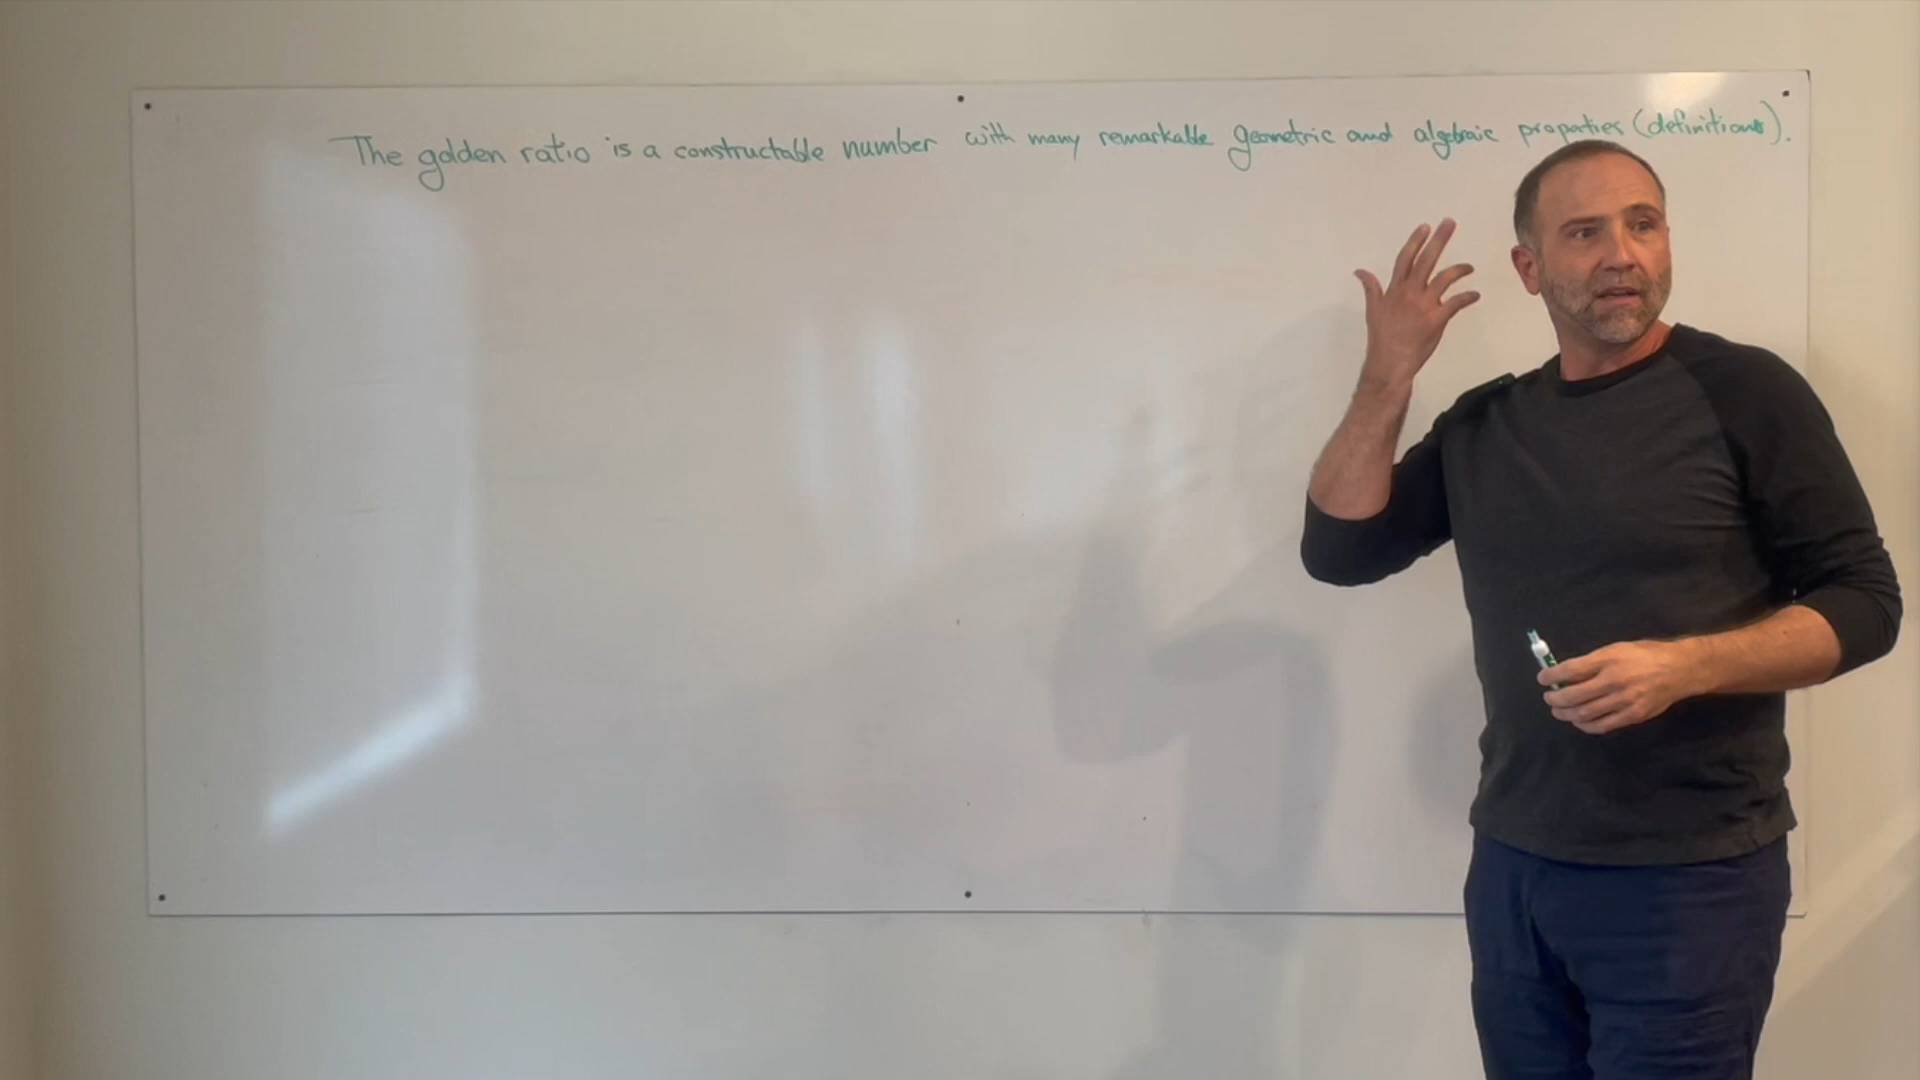 The golden ratio is a constructable number with many remarkable geometric and algebraic properties (definitions).